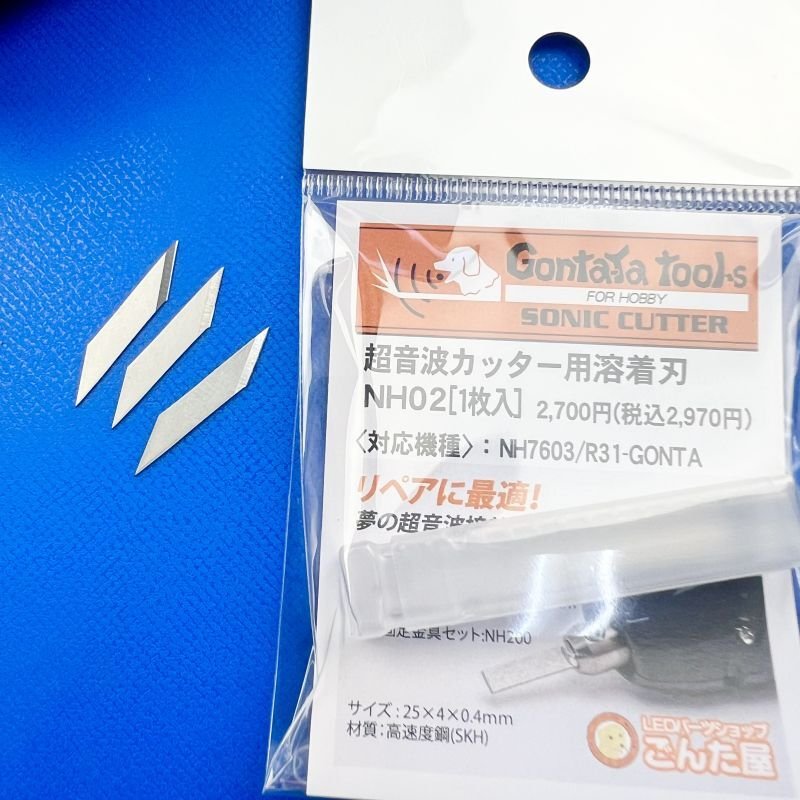 Gonta-Ya tool-s
FOR HOBBY
SONIC CUTTER
超音波カッター用溶着刃
NH02[1枚入] 2,700円(税込2,970円)
〈対応機種〉: NH7603/R31-GONTA
リペアに最適!
夢の超音波
固定金具セット:NH200
サイズ:25×4×0.4mm
材質:高速度鋼(SKH)
LEDパーツショップ
ごんた屋